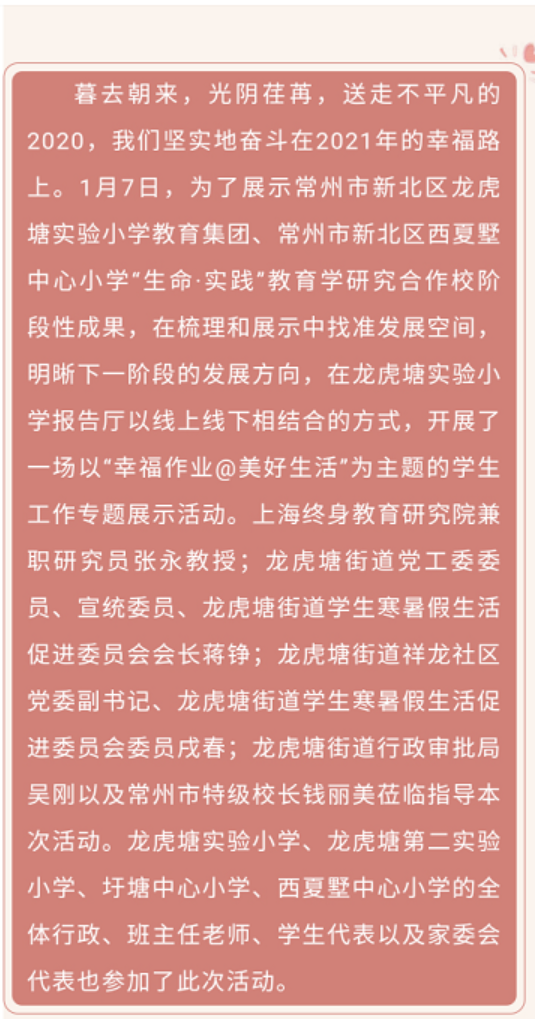 暮去朝来，光阴荏苒，送走不平凡的
2020，我们坚实地奋斗在2021年的幸福路
上。1月7日，为了展示常州市新北区龙虎
塘实验小学教育集团、常州市新北区西夏墅
中心小学“生命·实践”教育学研究合作校阶
段性成果，在梳理和展示中找准发展空间，
明晰下一阶段的发展方向，在龙虎塘实验小
学报告厅以线上线下相结合的方式，开展了
一场以“幸福作业@美好生活”为主题的学生
工作专题展示活动。上海终身教育研究院兼
职研究员张永教授；龙虎塘街道党工委委
员、宣统委员、龙虎塘街道学生寒暑假生活
促进委员会会长蒋铮；龙虎塘街道祥龙社区
党委副书记、龙虎塘街道学生寒暑假生活促
进委员会委员戌春；龙虎塘街道行政审批局
吴刚以及常州市特级校长钱丽美莅临指导本
次活动。龙虎塘实验小学、龙虎塘第二实验
小学、圩塘中心小学、西夏墅中心小学的全
体行政、班主任老师、学生代表以及家委会
代表也参加了此次活动。